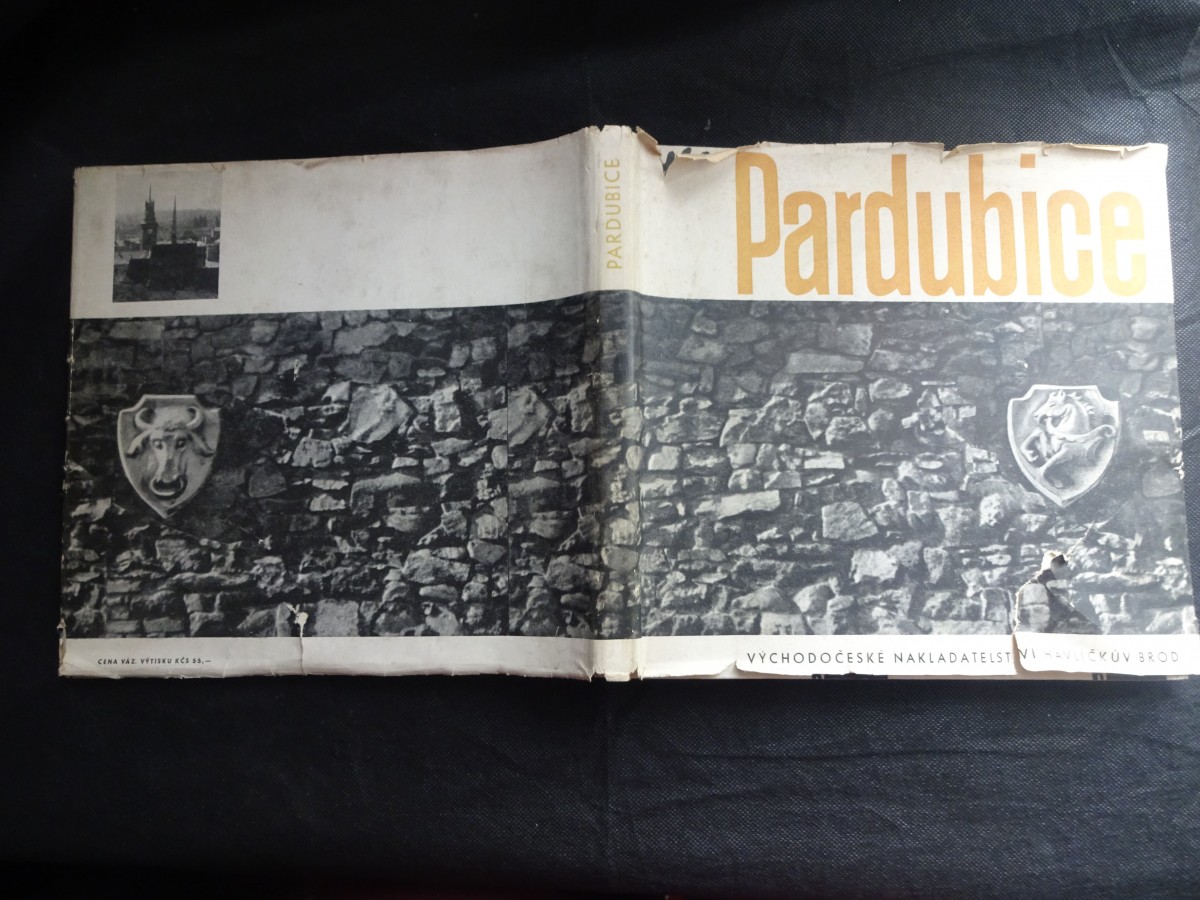 Pardubice
PARDUBICE
VÝCHODOČESKÉ NAKLADATELSTVÍ HAVLÍČKŮV BROD
CENA VÁZ. VÝTISKU KČS 55,—